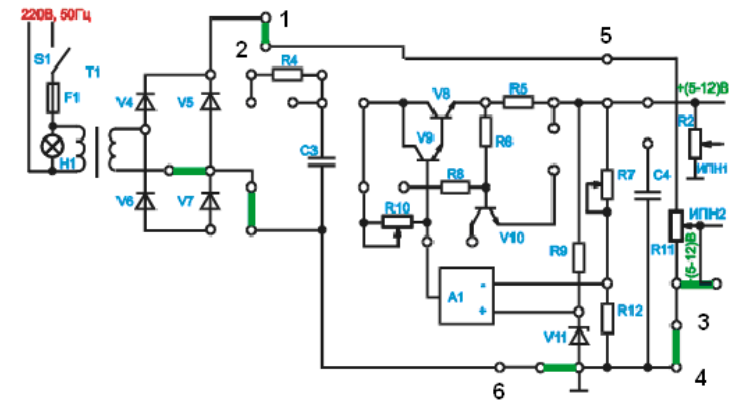 220В, 50Гц
1
S1
2
5
T1
R4
F1
V4
V5
V8
R5
+(5-12)В
R2
V9
R6
C3
H1
R8
R7
C4
ИПН1
V6
V7
R10
ИПН2
V10
R11
+(5-12)В
R9
A1
-
+
R12
3
V11
4
6